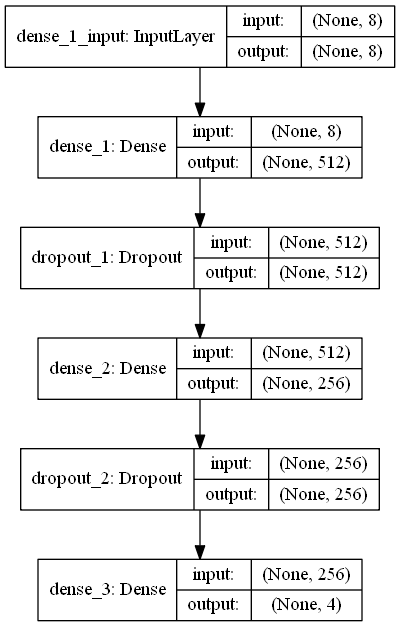 dense_1_input: InputLayer
input: (None, 8)
output: (None, 8)
dense_1: Dense
input: (None, 8)
output: (None, 512)
dropout_1: Dropout
input: (None, 512)
output: (None, 512)
dense_2: Dense
input: (None, 512)
output: (None, 256)
dropout_2: Dropout
input: (None, 256)
output: (None, 256)
dense_3: Dense
input: (None, 256)
output: (None, 4)